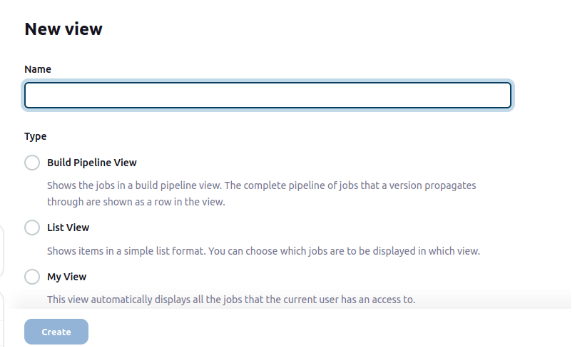 New view
Name
Type
Build Pipeline View
Shows the jobs in a build pipeline view. The complete pipeline of jobs that a version propagates
through are shown as a row in the view.
List View
Shows items in a simple list format. You can choose which jobs are to be displayed in which view.
My View
This view automatically displays all the jobs that the current user has an access to.
Create